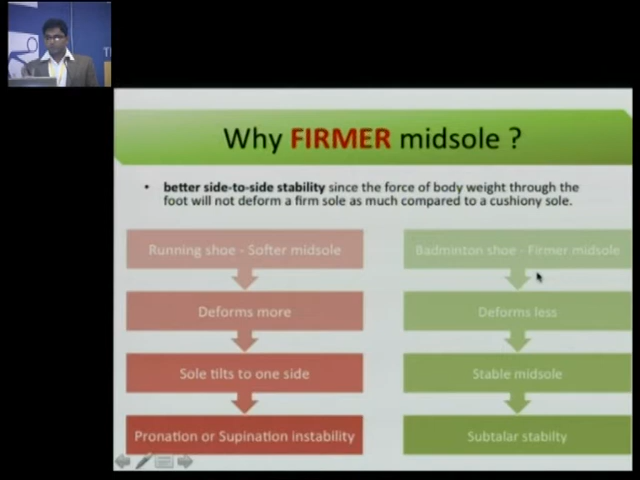 Why FIRMER midsole ?
• better side-to-side stability since the force of body weight through the
foot will not deform a firm sole as much compared to a cushiony sole.
Running shoe - Softer midsole
Badminton shoe - Firmer midsole
Deforms more
Deforms less
Sole tilts to one side
Stable midsole
Pronation or Supination instability
Subtalar stabilty